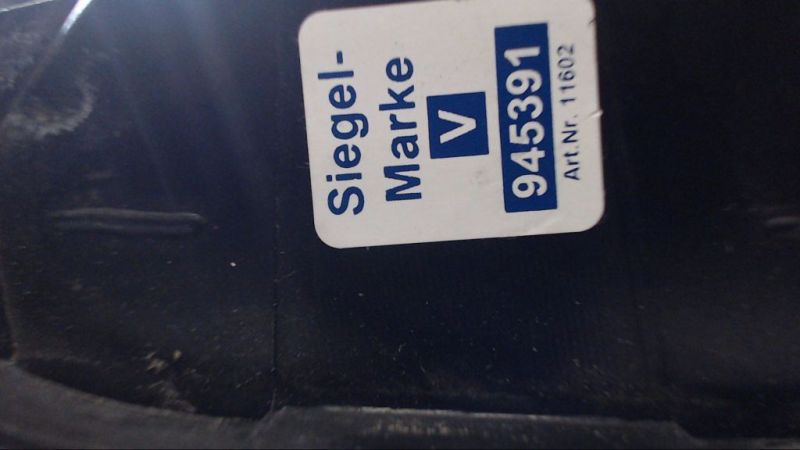 Siegel-
Marke
V
945391
Art.Nr. 11602